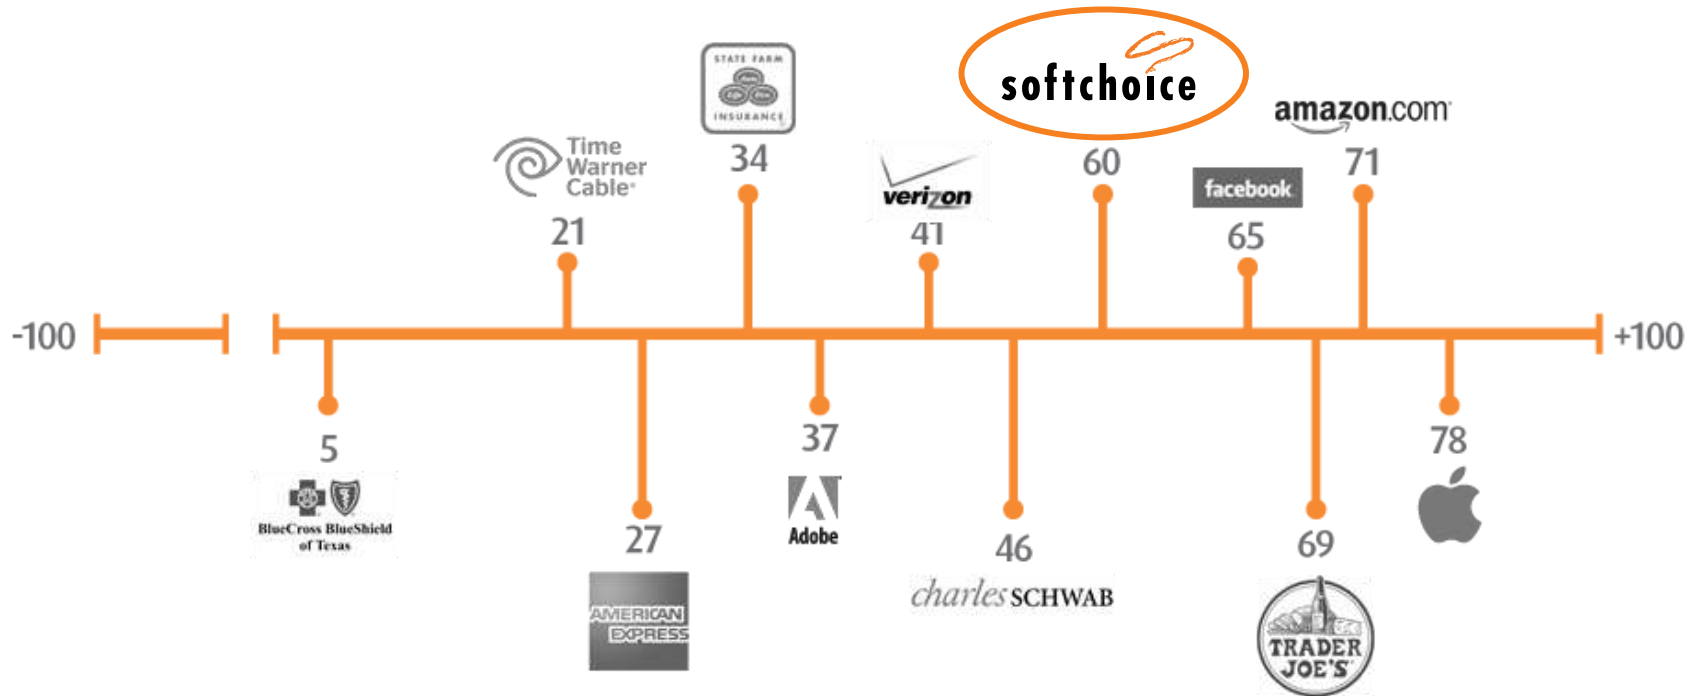 STATE FARM
INSURANCE
softchoice
amazon.com
Time
Warner
Cable
34
verizon
60
facebook
71
21
41
65
-100
+100
5
37
78
BlueCross BlueShield
of Texas
27
Adobe
46
69
AMERICAN
EXPRESS
charles SCHWAB
TRADER
JOE'S